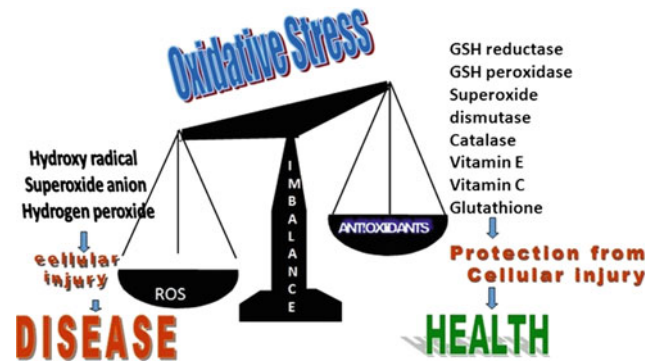 Oxidative Stress
GSH reductase
GSH peroxidase
Superoxide
dismutase
Catalase
Vitamin E
Vitamin C
Glutathione
Hydroxy radical
Superoxide anion
Hydrogen peroxide
IMBALANCE
ANTIOXIDANTS
cellular
injury
Protection from
Cellular injury
ROS
DISEASE
HEALTH